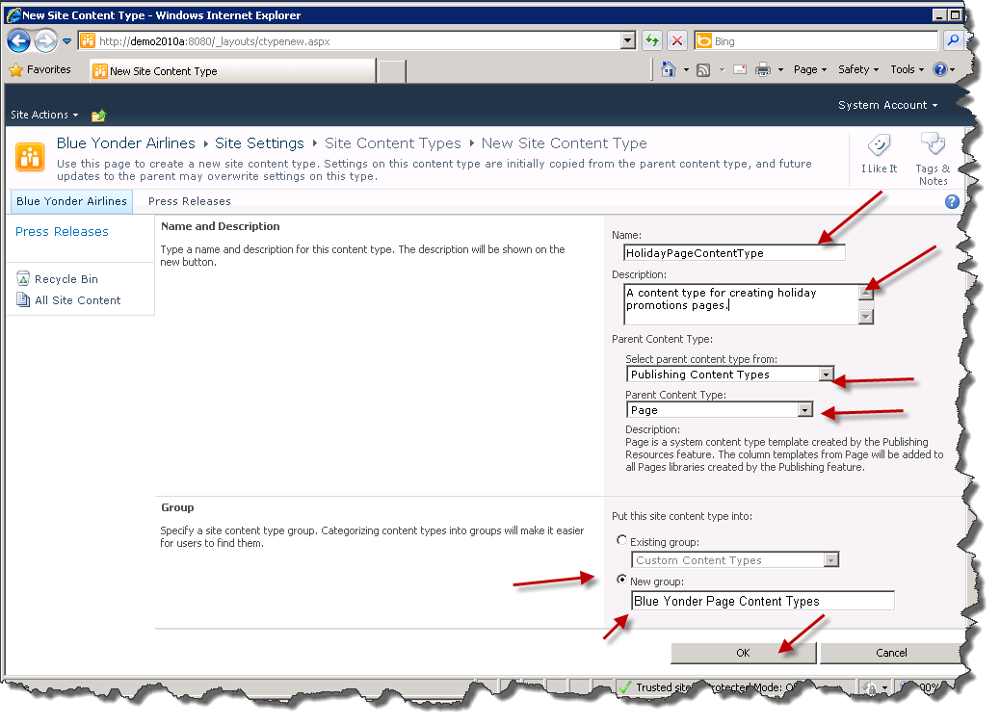 New Site Content Type - Windows Internet Explorer
http://demo2010a:8080/_layouts/ctypenew.aspx
Bing
Favorites
New Site Content Type
Page
Safety
Tools
System Account
Site Actions
Blue Yonder Airlines
Site Settings
Site Content Types
New Site Content Type
Use this page to create a new site content type. Settings on this content type are initially copied from the parent content type, and future
updates to the parent may overwrite settings on this type.
I Like It
Tags &
Notes
Blue Yonder Airlines
Press Releases
Press Releases
Recycle Bin
All Site Content
Name and Description
Type a name and description for this content type. The description will be shown on the
new button.
Name:
HolidayPageContentType
Description:
A content type for creating holiday
promotions pages.
Parent Content Type:
Select parent content type from:
Publishing Content Types
Parent Content Type:
Page
Description:
Page is a system content type template created by the Publishing
Resources feature. The column templates from Page will be added to
all Pages libraries created by the Publishing feature.
Group
Specify a site content type group. Categorizing content types into groups will make it easier
for users to find them.
Put this site content type into:
Existing group:
Custom Content Types
New group:
Blue Yonder Page Content Types
OK
Cancel
Trusted sites Protected Mode: